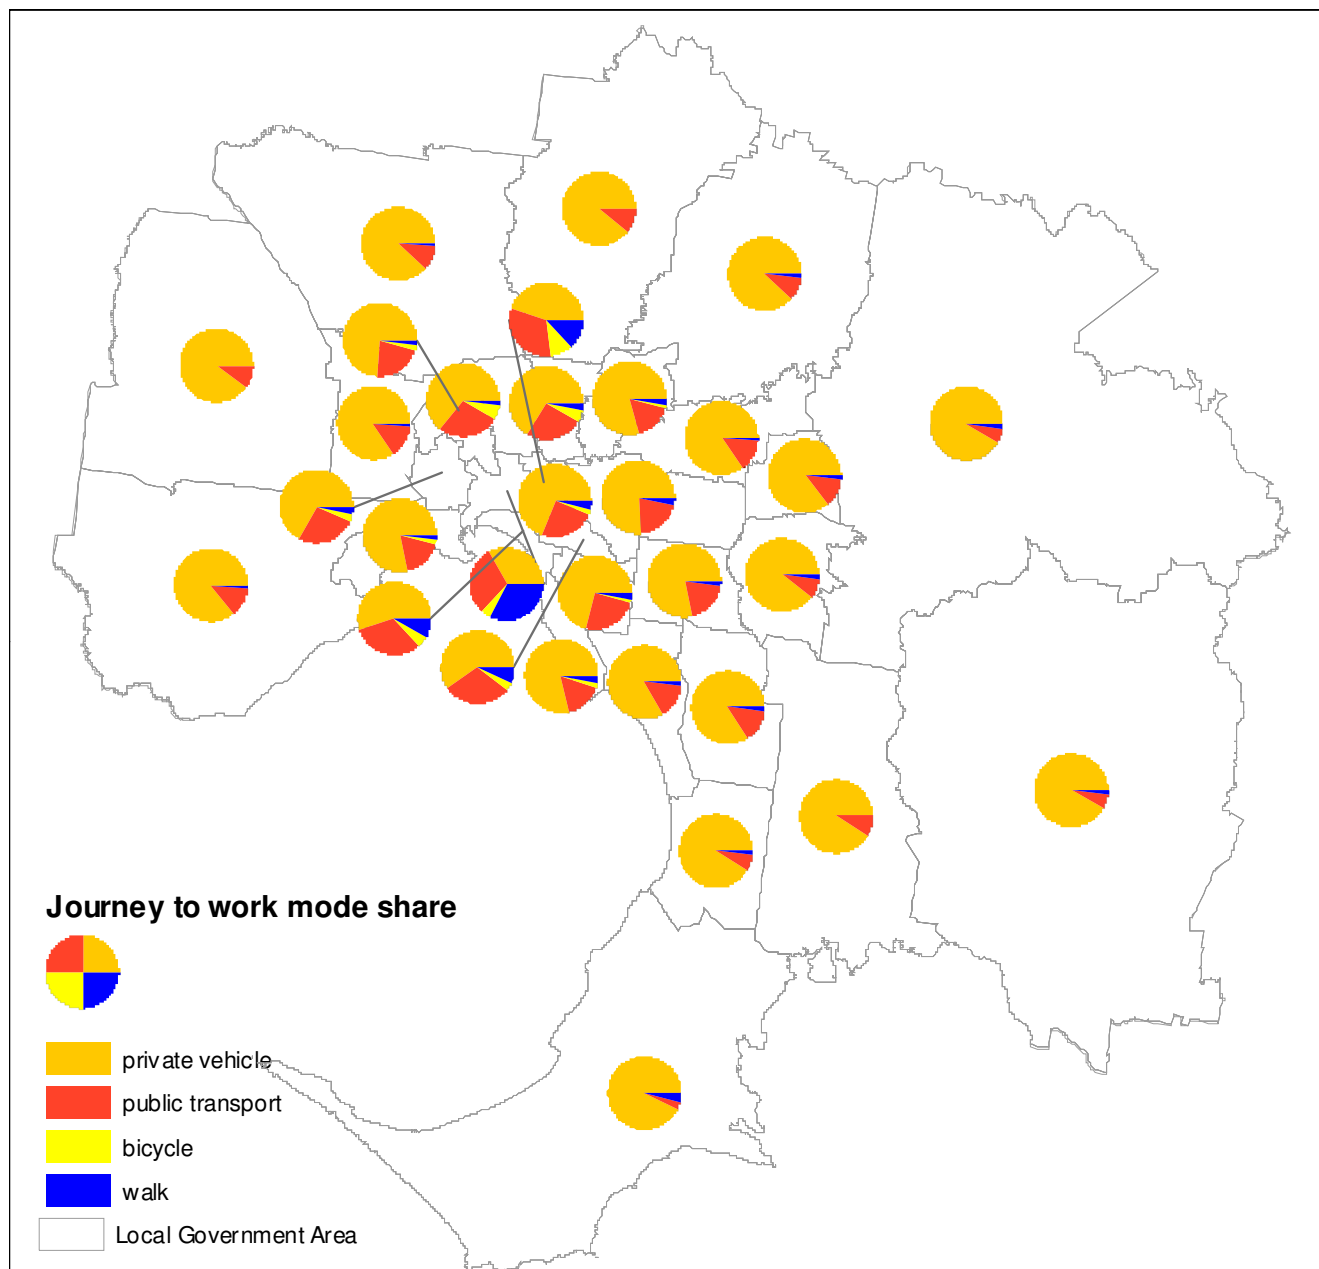 Journey to work mode share
private vehicle
public transport
bicycle
walk
Local Government Area